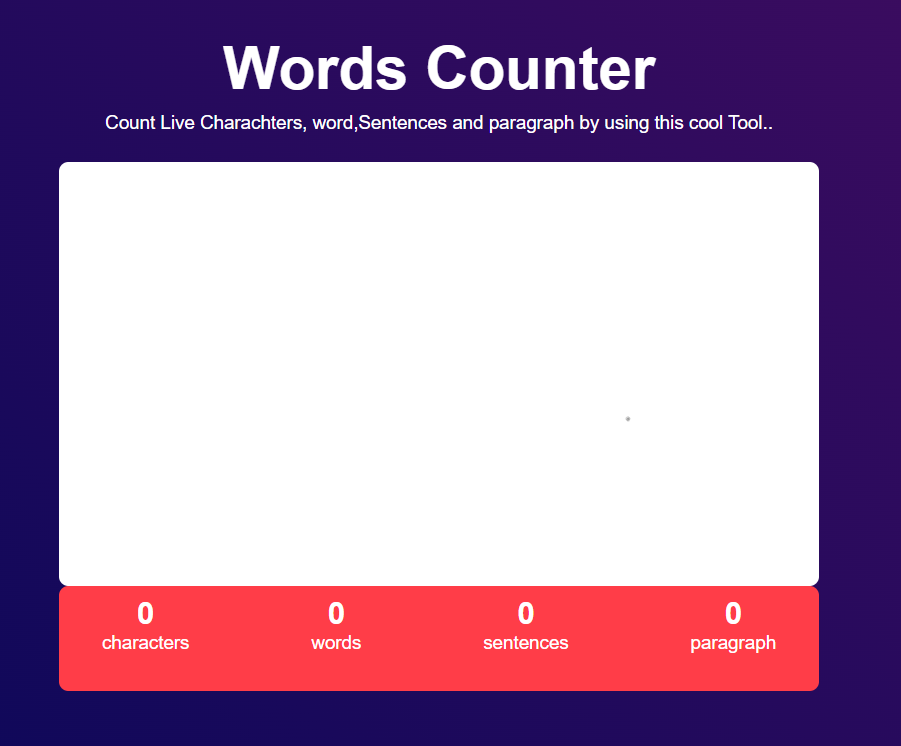 Words Counter
Count Live Charachters, word,Sentences and paragraph by using this cool Tool..
0 0 0 0
characters words sentences paragraph